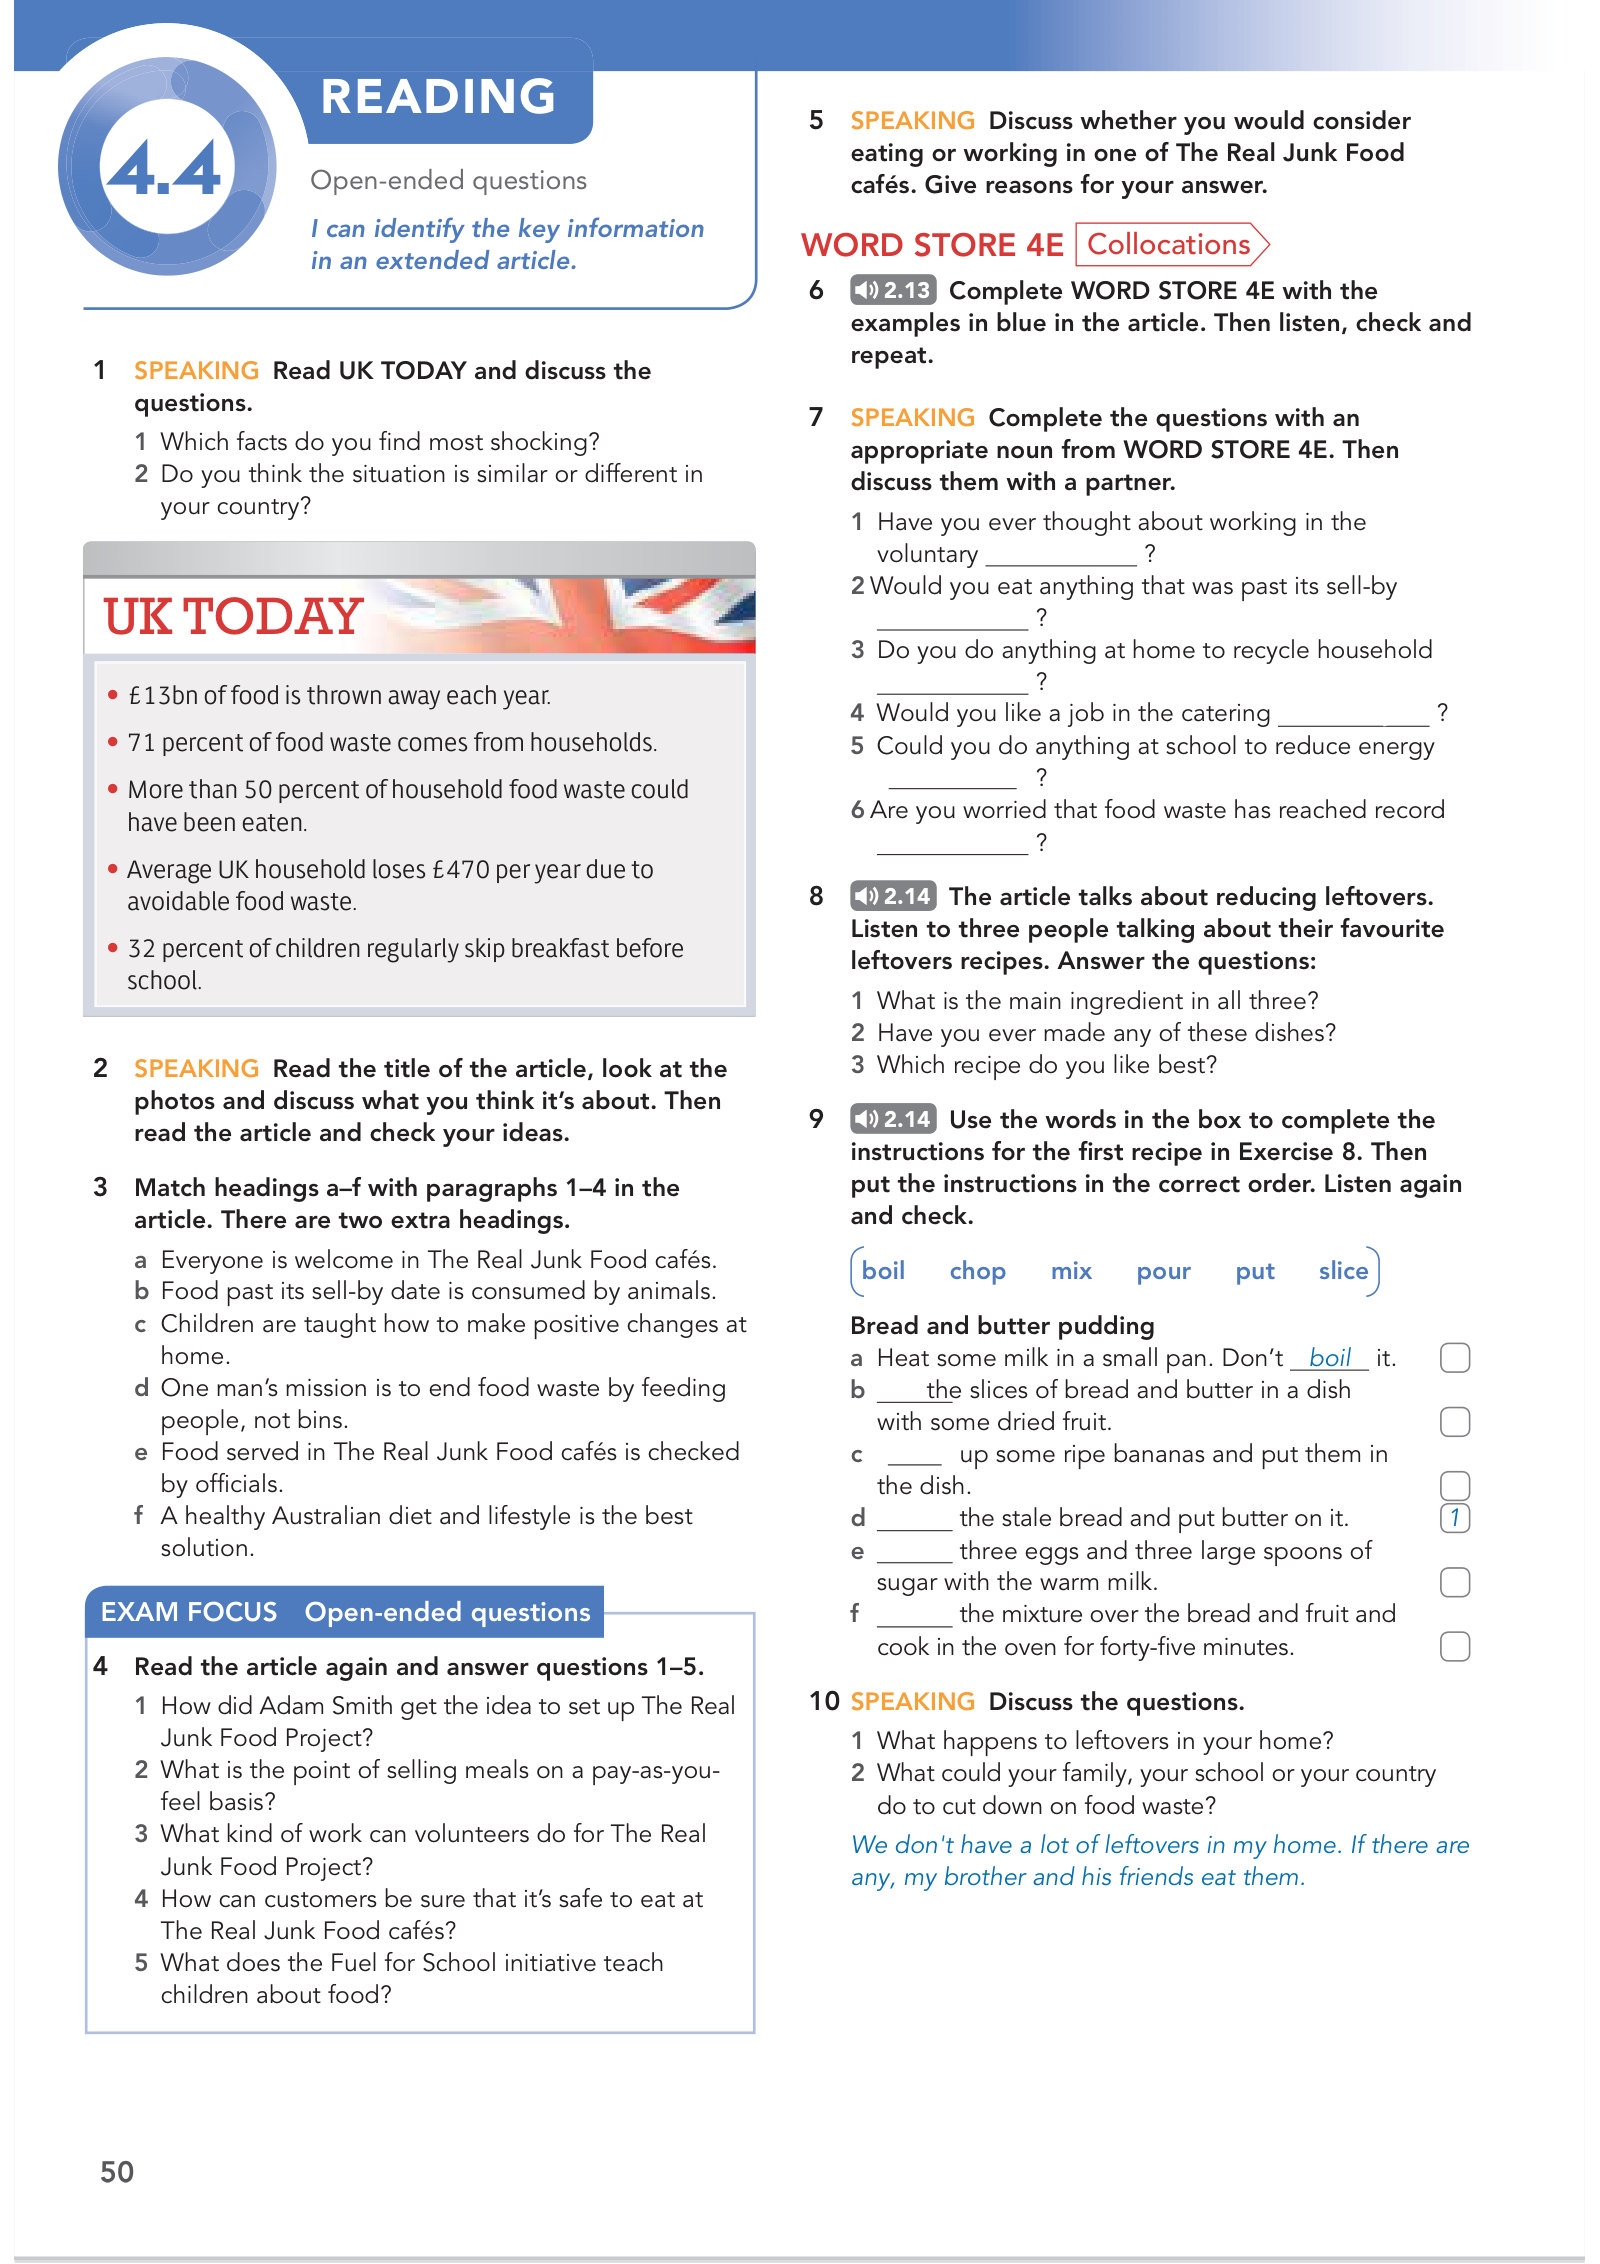 READING
4.4
Open-ended questions
I can identify the key information
in an extended article.
1 SPEAKING Read UK TODAY and discuss the
questions.
1 Which facts do you find most shocking?
2 Do you think the situation is similar or different in
your country?
UK TODAY
• £13bn of food is thrown away each year.
• 71 percent of food waste comes from households.
• More than 50 percent of household food waste could
have been eaten.
• Average UK household loses £470 per year due to
avoidable food waste.
• 32 percent of children regularly skip breakfast before
school.
2 SPEAKING Read the title of the article, look at the
photos and discuss what you think it's about. Then
read the article and check your ideas.
3 Match headings a–f with paragraphs 1–4 in the
article. There are two extra headings.
a Everyone is welcome in The Real Junk Food cafés.
b Food past its sell-by date is consumed by animals.
c Children are taught how to make positive changes at
home.
d One man's mission is to end food waste by feeding
people, not bins.
e Food served in The Real Junk Food cafés is checked
by officials.
f A healthy Australian diet and lifestyle is the best
solution.
EXAM FOCUS Open-ended questions
4 Read the article again and answer questions 1–5.
1 How did Adam Smith get the idea to set up The Real
Junk Food Project?
2 What is the point of selling meals on a pay-as-you-
feel basis?
3 What kind of work can volunteers do for The Real
Junk Food Project?
4 How can customers be sure that it's safe to eat at
The Real Junk Food cafés?
5 What does the Fuel for School initiative teach
children about food?
5 SPEAKING Discuss whether you would consider
eating or working in one of The Real Junk Food
cafés. Give reasons for your answer.
WORD STORE 4E Collocations
6 2.13 Complete WORD STORE 4E with the
examples in blue in the article. Then listen, check and
repeat.
7 SPEAKING Complete the questions with an
appropriate noun from WORD STORE 4E. Then
discuss them with a partner.
1 Have you ever thought about working in the
voluntary ____________ ?
2 Would you eat anything that was past its sell-by
____________ ?
3 Do you do anything at home to recycle household
____________ ?
4 Would you like a job in the catering ____________ ?
5 Could you do anything at school to reduce energy
__________ ?
6 Are you worried that food waste has reached record
____________ ?
8 2.14 The article talks about reducing leftovers.
Listen to three people talking about their favourite
leftovers recipes. Answer the questions:
1 What is the main ingredient in all three?
2 Have you ever made any of these dishes?
3 Which recipe do you like best?
9 2.14 Use the words in the box to complete the
instructions for the first recipe in Exercise 8. Then
put the instructions in the correct order. Listen again
and check.
boil chop mix pour put slice
Bread and butter pudding
a Heat some milk in a small pan. Don't boil it.
b ______ the slices of bread and butter in a dish
with some dried fruit.
c ____ up some ripe bananas and put them in
the dish.
d ______ the stale bread and put butter on it. 1
e ______ three eggs and three large spoons of
sugar with the warm milk.
f ______ the mixture over the bread and fruit and
cook in the oven for forty-five minutes.
10 SPEAKING Discuss the questions.
1 What happens to leftovers in your home?
2 What could your family, your school or your country
do to cut down on food waste?
We don't have a lot of leftovers in my home. If there are
any, my brother and his friends eat them.
50